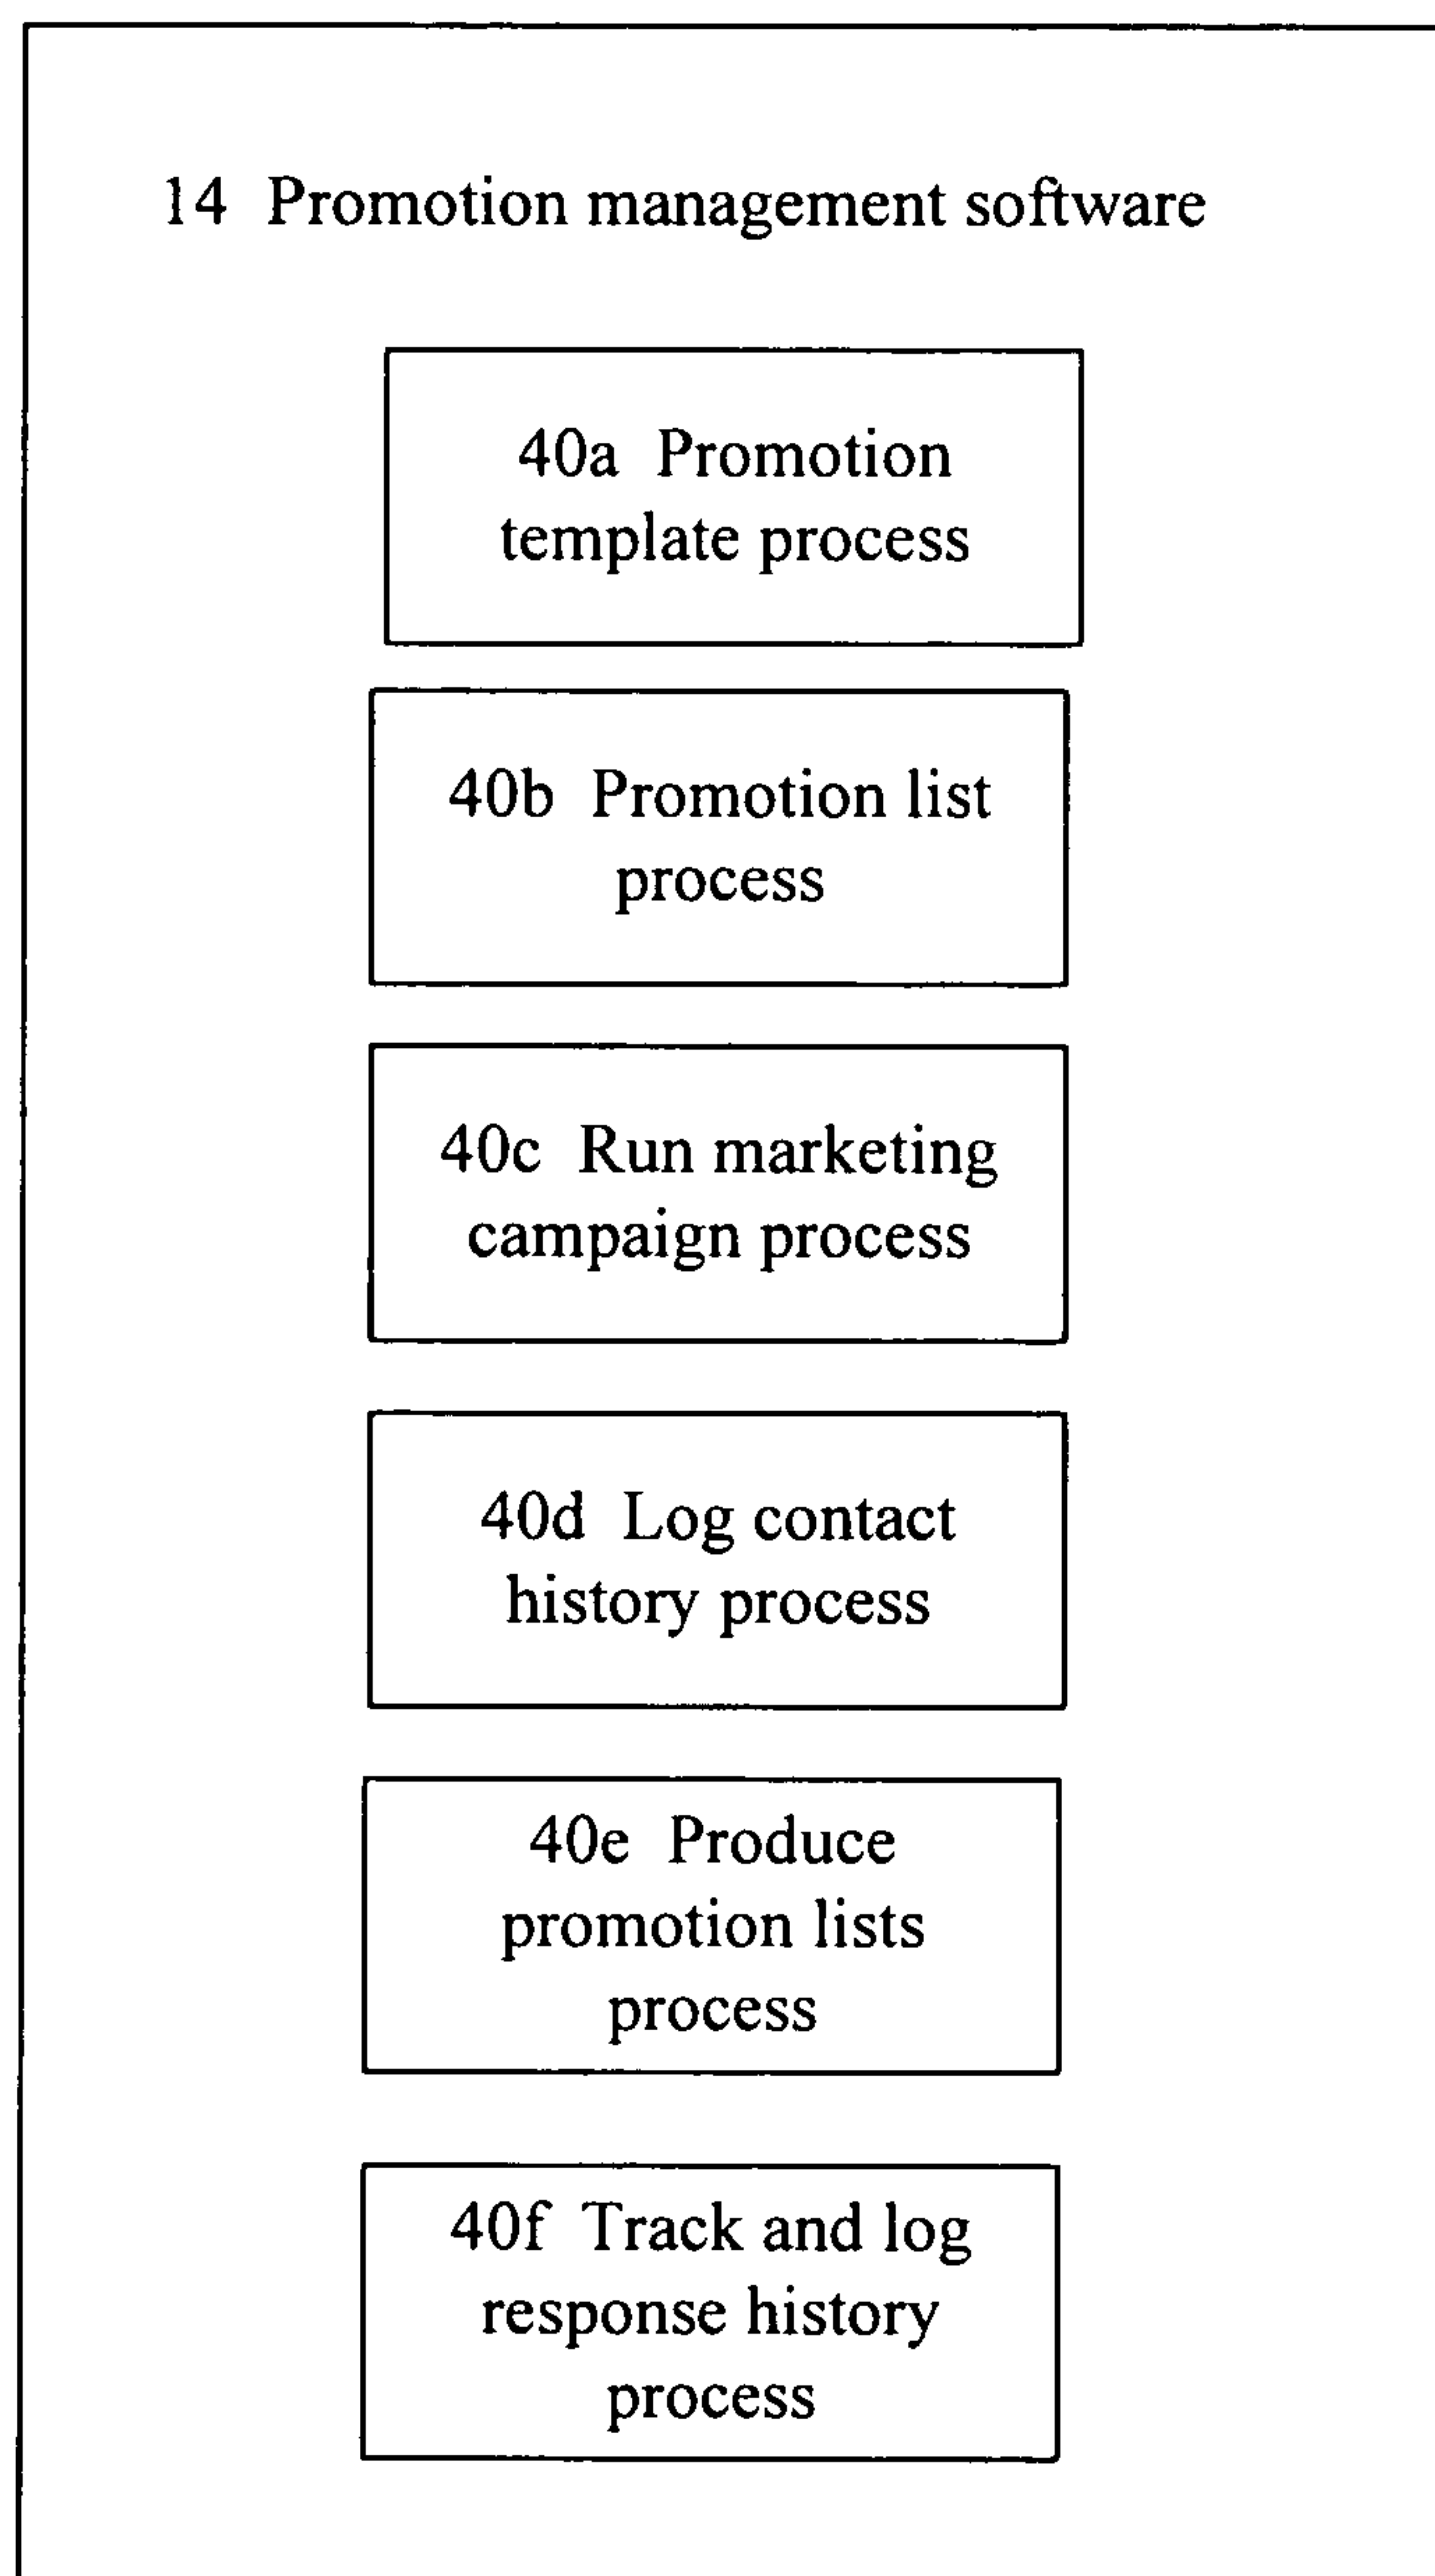 14 Promotion management software
40a Promotion
template process
40b Promotion list
process
40c Run marketing
campaign process
40d Log contact
history process
40e Produce
promotion lists
process
40f Track and log
response history
process